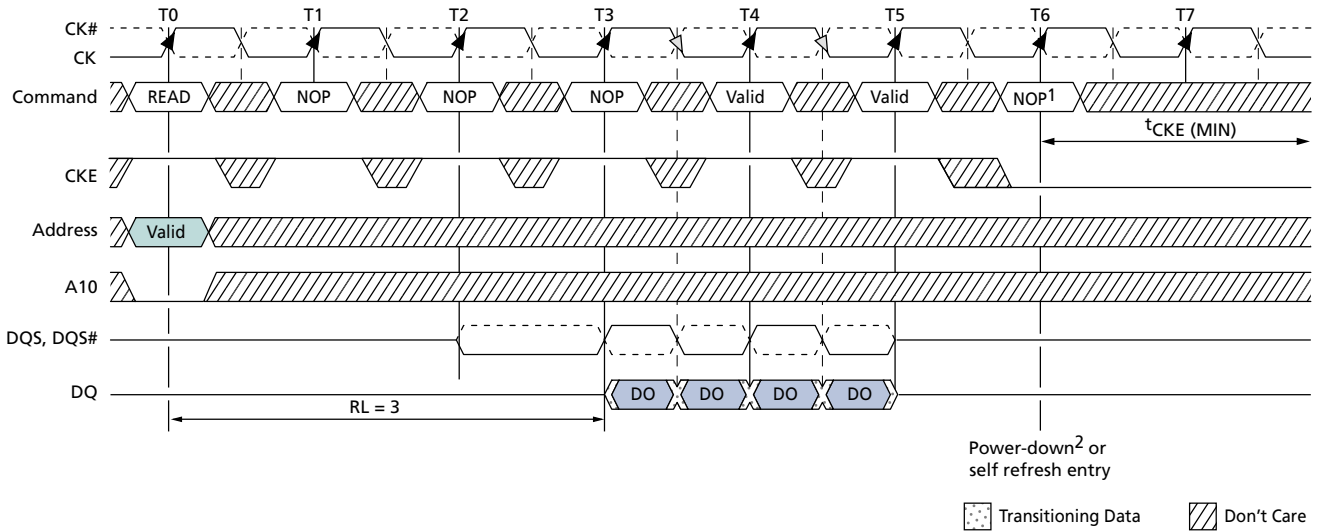 T0 T1 T2 T3 T4 T5 T6 T7
CK#
CK
Command READ NOP NOP NOP Valid Valid NOP1
tCKE (MIN)
CKE
Address Valid
A10
DQS, DQS#
DQ DO DO DO DO
RL = 3
Power-down2 or
self refresh entry
Transitioning Data Don't Care